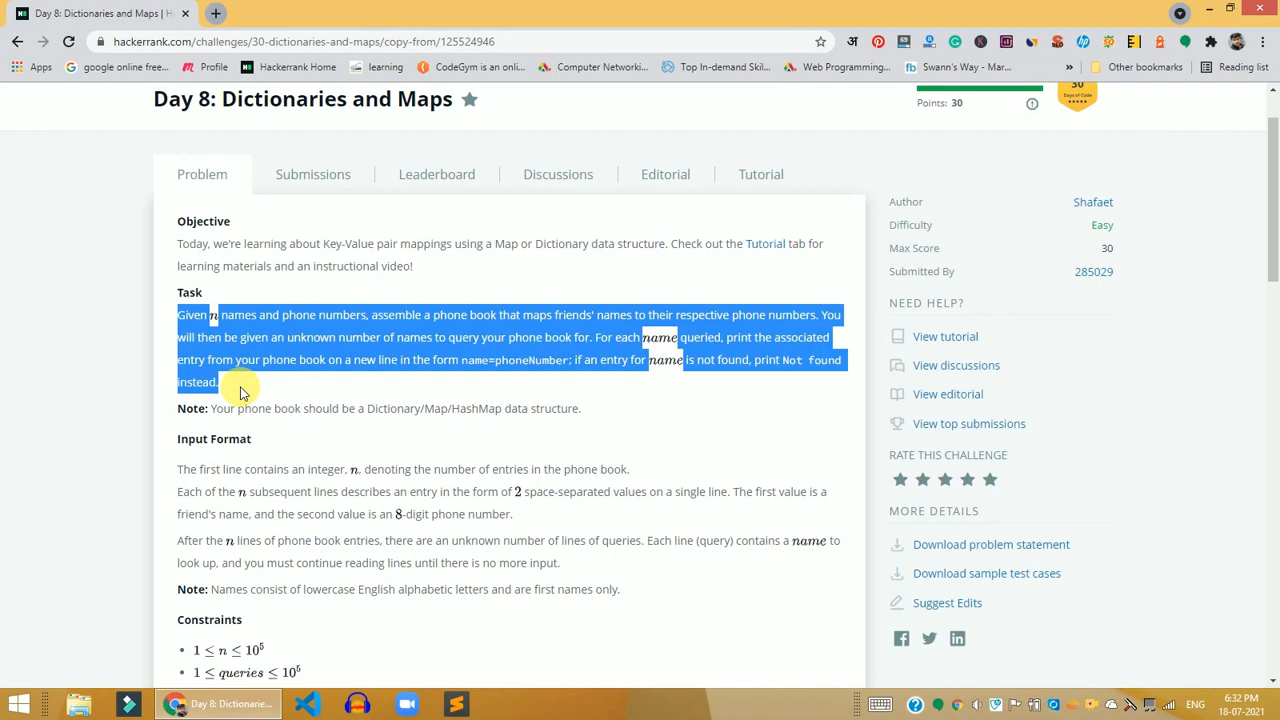 Day 8: Dictionaries and Maps | H
hackerrank.com/challenges/30-dictionaries-and-maps/copy-from/125524946
Apps
google online free...
Profile
Hackerrank Home
learning
CodeGym is an onli...
Computer Networki...
Top In-demand Skil...
Web Programming...
Swann's Way - Mar...
»
Other bookmarks
Reading list
Day 8: Dictionaries and Maps
Points: 30
30
Days of Code
Problem
Submissions
Leaderboard
Discussions
Editorial
Tutorial
Objective
Today, we're learning about Key-Value pair mappings using a Map or Dictionary data structure. Check out the Tutorial tab for
learning materials and an instructional video!
Task
Given n names and phone numbers, assemble a phone book that maps friends' names to their respective phone numbers. You
will then be given an unknown number of names to query your phone book for. For each name queried, print the associated
entry from your phone book on a new line in the form name=phoneNumber; if an entry for name is not found, print Not found
instead.
Note: Your phone book should be a Dictionary/Map/HashMap data structure.
Input Format
The first line contains an integer, n, denoting the number of entries in the phone book.
Each of the n subsequent lines describes an entry in the form of 2 space-separated values on a single line. The first value is a
friend's name, and the second value is an 8-digit phone number.
After the n lines of phone book entries, there are an unknown number of lines of queries. Each line (query) contains a name to
look up, and you must continue reading lines until there is no more input.
Note: Names consist of lowercase English alphabetic letters and are first names only.
Constraints
• 1 ≤ n ≤ 10⁵
• 1 ≤ queries ≤ 10⁵
Author
Shafaet
Difficulty
Easy
Max Score
30
Submitted By
285029
NEED HELP?
View tutorial
View discussions
View editorial
View top submissions
RATE THIS CHALLENGE
MORE DETAILS
Download problem statement
Download sample test cases
Suggest Edits
Day 8: Dictionarie...
ENG
6:32 PM
18-07-2021